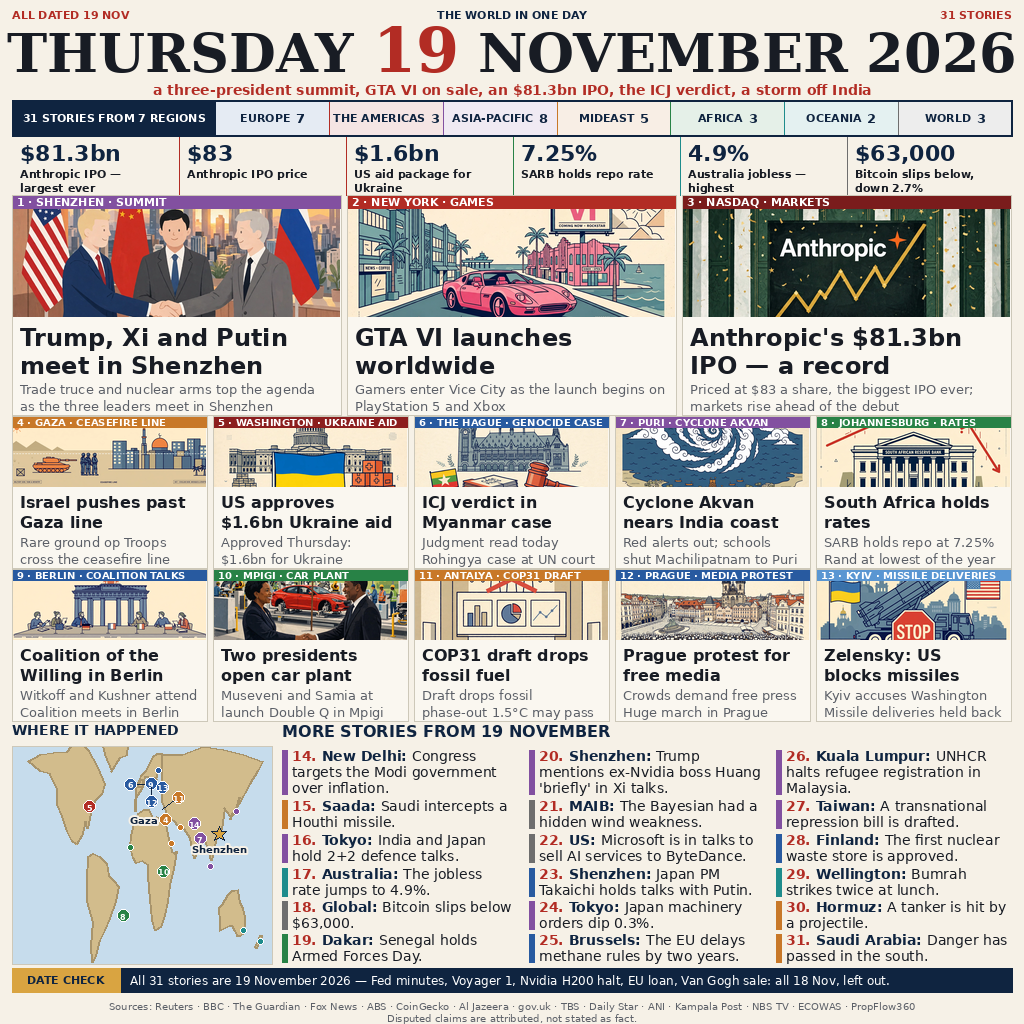 ALL DATED 19 NOV
THE WORLD IN ONE DAY
31 STORIES
THURSDAY 19 NOVEMBER 2026
a three-president summit, GTA VI on sale, an $81.3bn IPO, the ICJ verdict, a storm off India
31 STORIES FROM 7 REGIONS
EUROPE 7
THE AMERICAS 3
ASIA-PACIFIC 8
MIDEAST 5
AFRICA 3
OCEANIA 2
WORLD 3
$81.3bn
Anthropic IPO —
largest ever
$83
Anthropic IPO price
$1.6bn
US aid package for
Ukraine
7.25%
SARB holds repo rate
4.9%
Australia jobless —
highest
$63,000
Bitcoin slips below,
down 2.7%
1 · SHENZHEN · SUMMIT
Trump, Xi and Putin
meet in Shenzhen
Trade truce and nuclear arms top the agenda
as the three leaders meet in Shenzhen
2 · NEW YORK · GAMES
VI
COMING NOW • ROCKSTAR
NEWS • COFFEE
GTA VI launches
worldwide
Gamers enter Vice City as the launch begins on
PlayStation 5 and Xbox
3 · NASDAQ · MARKETS
Anthropic
Anthropic's $81.3bn
IPO — a record
Priced at $83 a share, the biggest IPO ever;
markets rise ahead of the debut
4 · GAZA · CEASEFIRE LINE
Israel pushes past
Gaza line
Rare ground op Troops
cross the ceasefire line
5 · WASHINGTON · UKRAINE AID
US approves
$1.6bn Ukraine aid
Approved Thursday:
$1.6bn for Ukraine
6 · THE HAGUE · GENOCIDE CASE
ICJ verdict in
Myanmar case
Judgment read today
Rohingya case at UN court
7 · PURI · CYCLONE AKVAN
Cyclone Akvan
nears India coast
Red alerts out; schools
shut Machilipatnam to Puri
8 · JOHANNESBURG · RATES
SOUTH AFRICAN RESERVE BANK
South Africa holds
rates
SARB holds repo at 7.25%
Rand at lowest of the year
9 · BERLIN · COALITION TALKS
Coalition of the
Willing in Berlin
Witkoff and Kushner attend
Coalition meets in Berlin
10 · MPIGI · CAR PLANT
Two presidents
open car plant
Museveni and Samia at
launch Double Q in Mpigi
11 · ANTALYA · COP31 DRAFT
COP31 draft drops
fossil fuel
Draft drops fossil
phase-out 1.5°C may pass
12 · PRAGUE · MEDIA PROTEST
Prague protest for
free media
Crowds demand free press
Huge march in Prague
13 · KYIV · MISSILE DELIVERIES
STOP
Zelensky: US
blocks missiles
Kyiv accuses Washington
Missile deliveries held back
WHERE IT HAPPENED
6
9
13
12
11
5
Gaza
4
14
7
Shenzhen
10
8
MORE STORIES FROM 19 NOVEMBER
14. New Delhi: Congress
targets the Modi government
over inflation.
15. Saada: Saudi intercepts a
Houthi missile.
16. Tokyo: India and Japan
hold 2+2 defence talks.
17. Australia: The jobless
rate jumps to 4.9%.
18. Global: Bitcoin slips below
$63,000.
19. Dakar: Senegal holds
Armed Forces Day.
20. Shenzhen: Trump
mentions ex-Nvidia boss Huang
'briefly' in Xi talks.
21. MAIB: The Bayesian had a
hidden wind weakness.
22. US: Microsoft is in talks to
sell AI services to ByteDance.
23. Shenzhen: Japan PM
Takaichi holds talks with Putin.
24. Tokyo: Japan machinery
orders dip 0.3%.
25. Brussels: The EU delays
methane rules by two years.
26. Kuala Lumpur: UNHCR
halts refugee registration in
Malaysia.
27. Taiwan: A transnational
repression bill is drafted.
28. Finland: The first nuclear
waste store is approved.
29. Wellington: Bumrah
strikes twice at lunch.
30. Hormuz: A tanker is hit by
a projectile.
31. Saudi Arabia: Danger has
passed in the south.
DATE CHECK
All 31 stories are 19 November 2026 — Fed minutes, Voyager 1, Nvidia H200 halt, EU loan, Van Gogh sale: all 18 Nov, left out.
Sources: Reuters · BBC · The Guardian · Fox News · ABS · CoinGecko · Al Jazeera · gov.uk · TBS · Daily Star · ANI · Kampala Post · NBS TV · ECOWAS · PropFlow360
Disputed claims are attributed, not stated as fact.